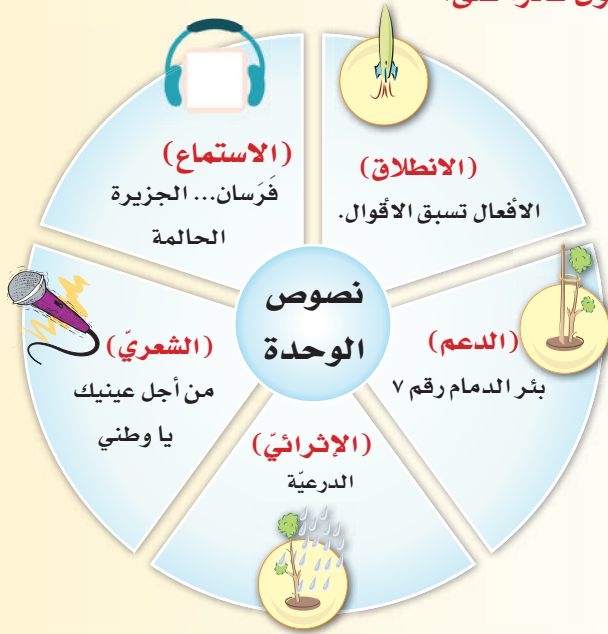 نصوص
الوحدة
(الانطلاق)
الأفعال تسبق الأقوال.
(الدعم)
بئر الدمام رقم ٧
(الإثرائيّ)
الدرعيّة
(الشعريّ)
من أجل عينيك
يا وطني
(الاستماع)
فَرَسان... الجزيرة
الحالمة